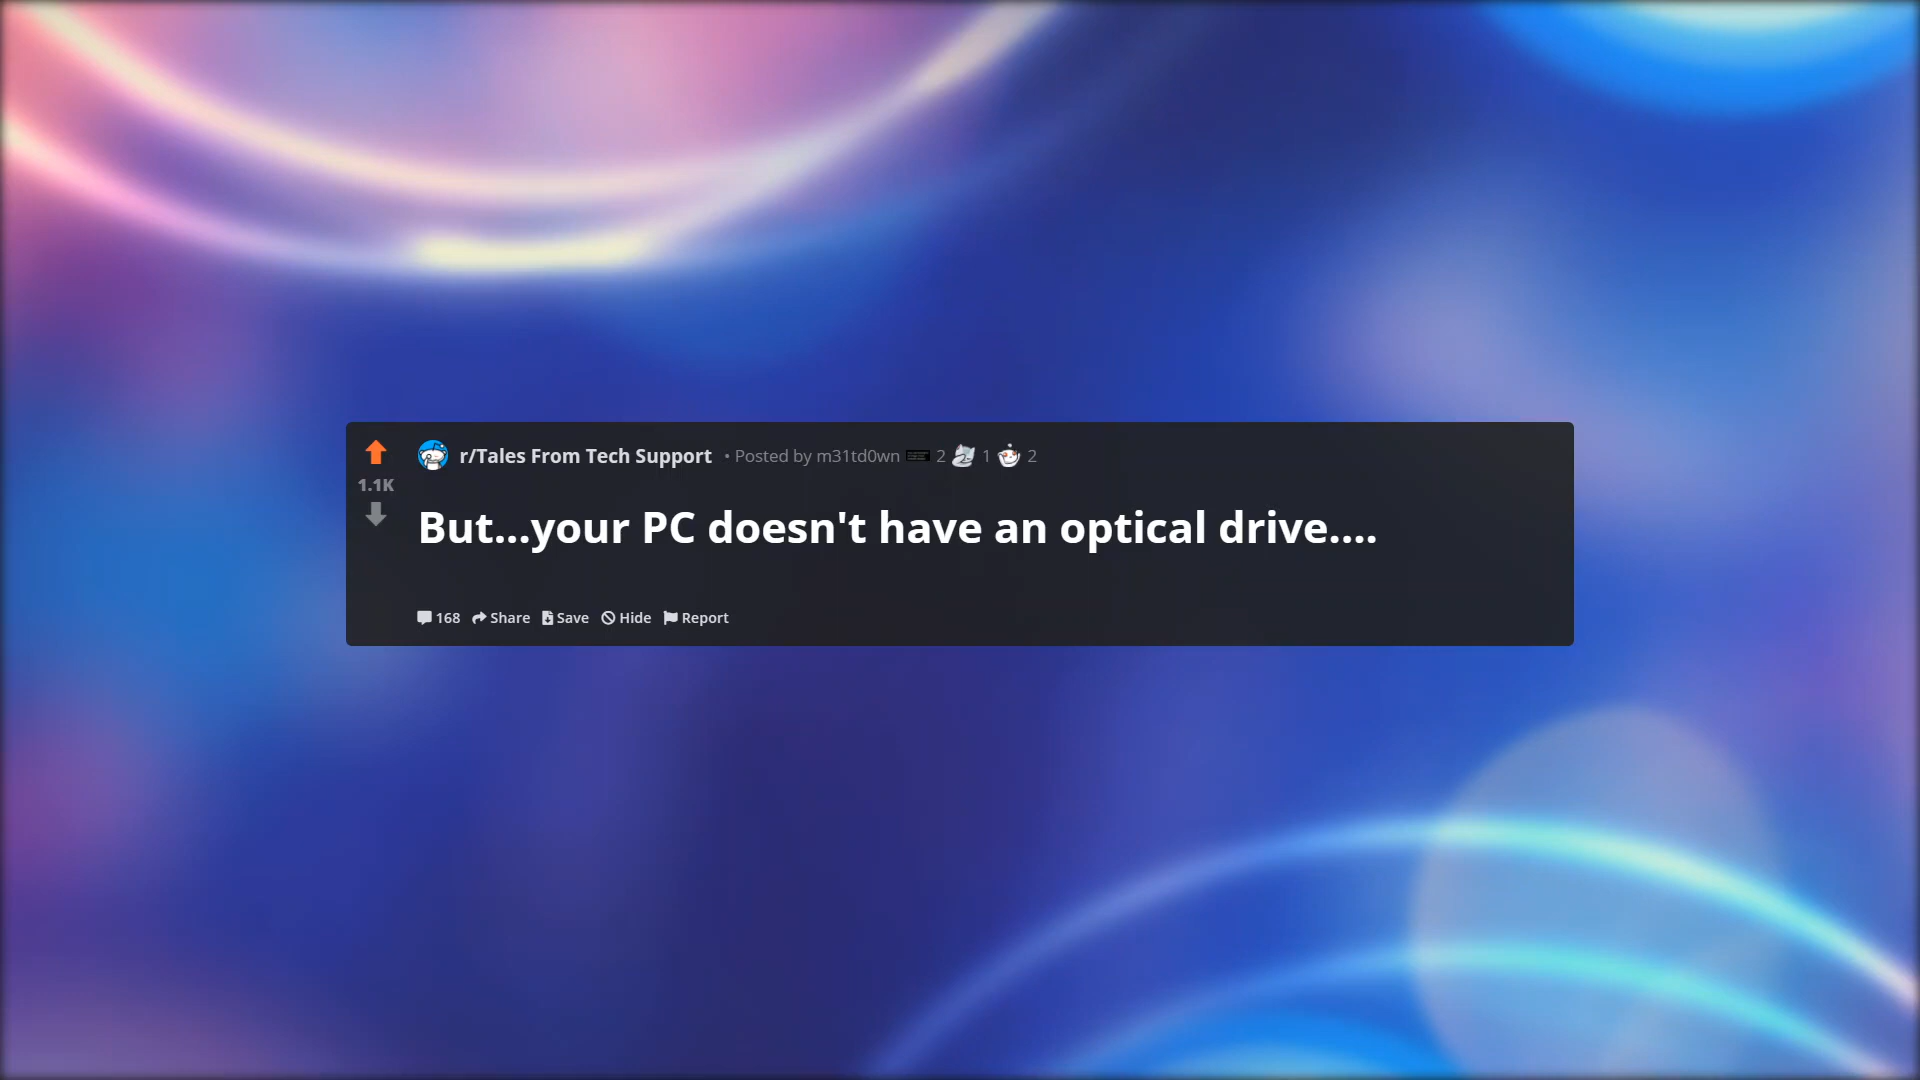 r/Tales From Tech Support • Posted by m31td0wn 2 1 2
1.1K
But...your PC doesn't have an optical drive....
168 Share Save Hide Report